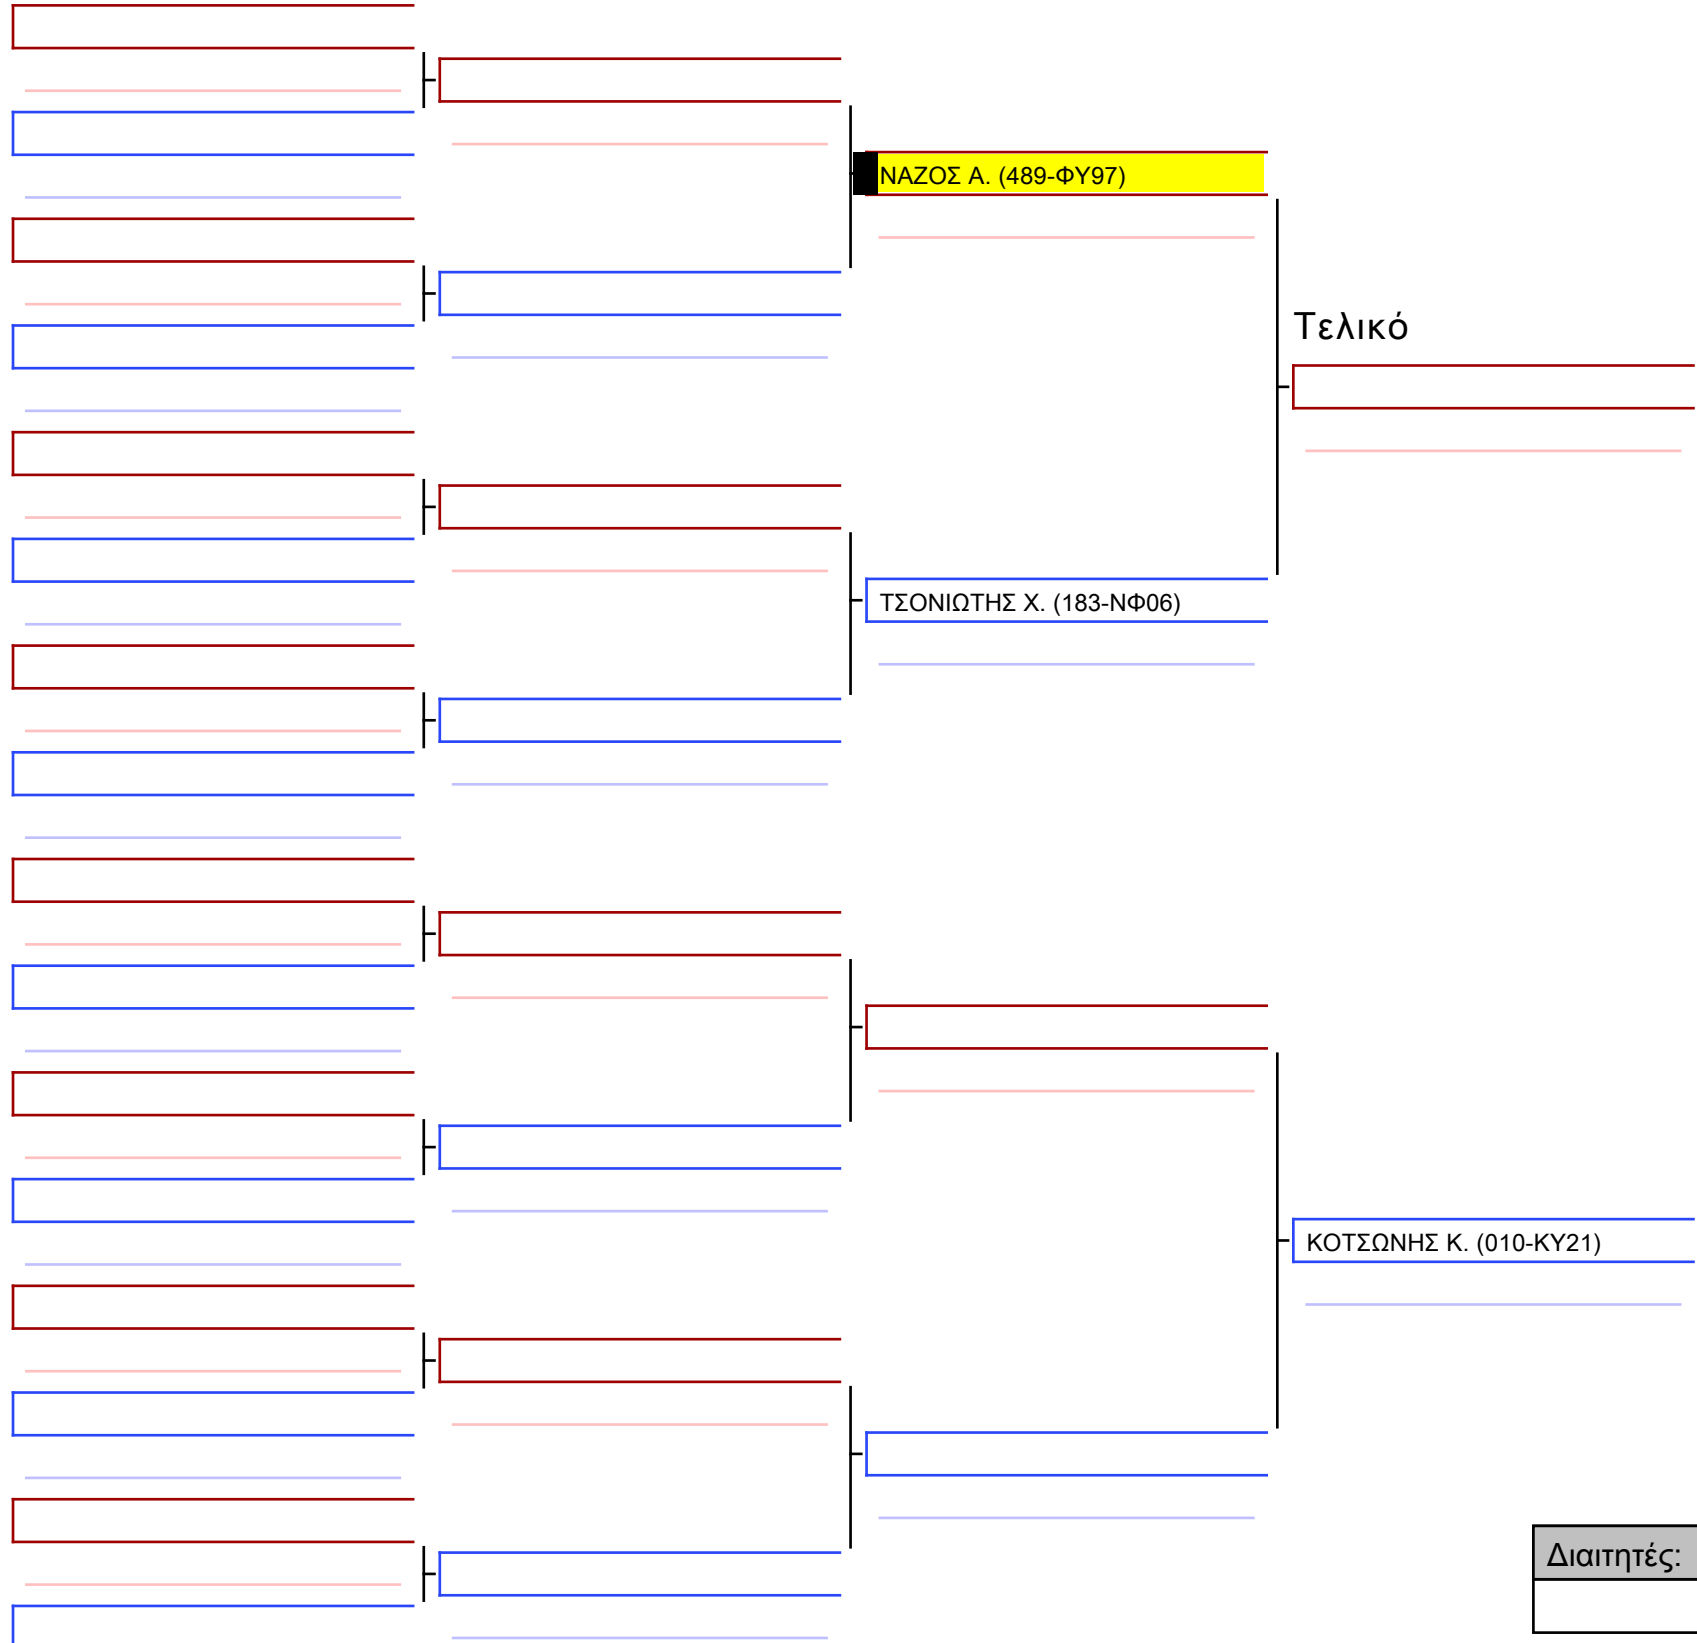 ΝΑΖΟΣ Α. (489-ΦΥ97)
Τελικό
ΤΣΟΝΙΩΤΗΣ Χ. (183-ΝΦ06)
ΚΟΤΣΩΝΗΣ Κ. (010-ΚΥ21)
Διαιτητές: